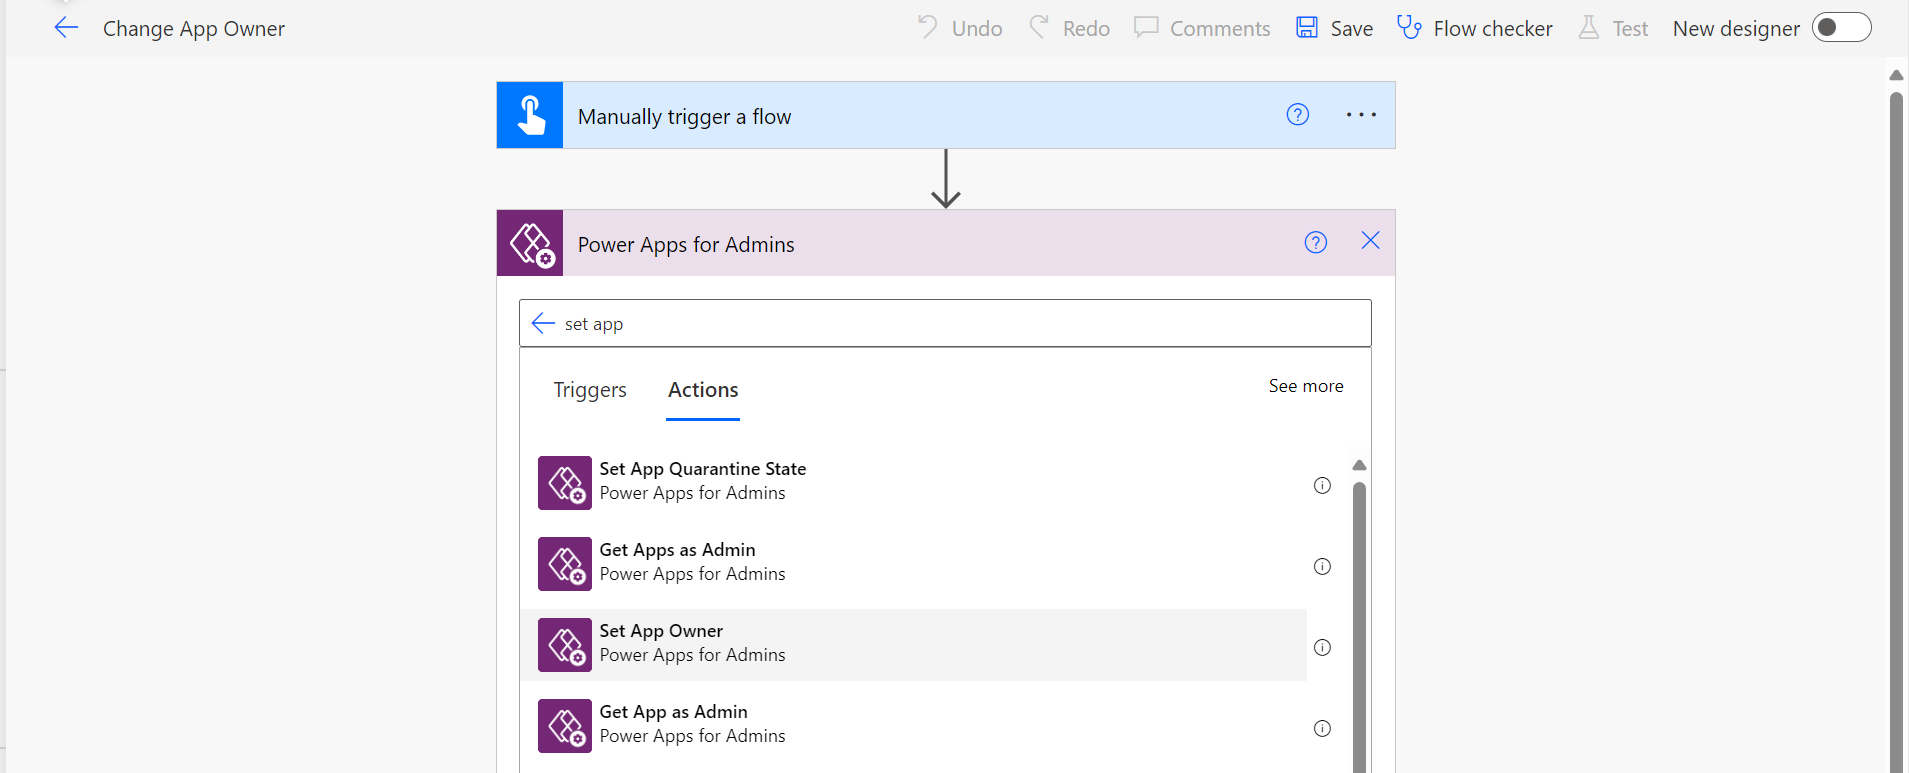 Change App Owner
Undo
Redo
Comments
Save
Flow checker
Test
New designer
Manually trigger a flow
Power Apps for Admins
set app
Triggers
Actions
See more
Set App Quarantine State
Power Apps for Admins
Get Apps as Admin
Power Apps for Admins
Set App Owner
Power Apps for Admins
Get App as Admin
Power Apps for Admins